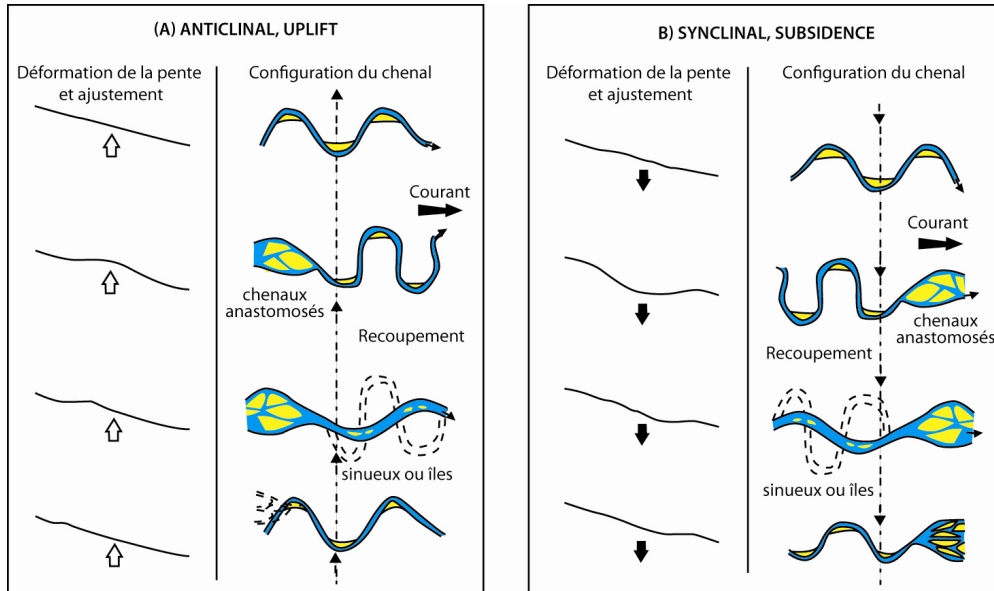 (A) ANTICLINAL, UPLIFT
Déformation de la pente
et ajustement
Configuration du chenal
Courant
chenaux
anastomosés
Recoupement
sinueux ou îles
B) SYNCLINAL, SUBSIDENCE
Déformation de la pente
et ajustement
Configuration du chenal
Courant
chenaux
anastomosés
Recoupement
sinueux ou îles